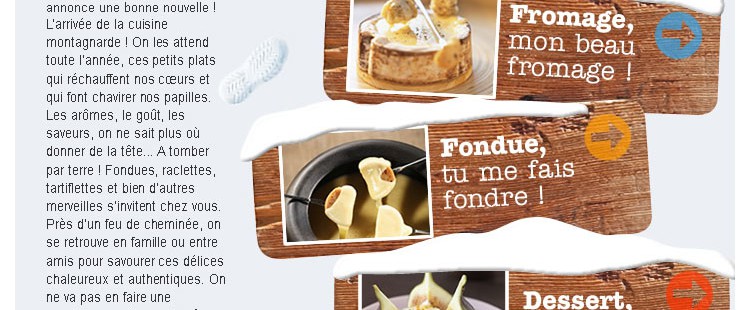 annonce une bonne nouvelle !
L'arrivée de la cuisine
montagnarde ! On les attend
toute l'année, ces petits plats
qui réchauffent nos cœurs et
qui font chavirer nos papilles.
Les arômes, le goût, les
saveurs, on ne sait plus où
donner de la tête... A tomber
par terre ! Fondues, raclettes,
tartiflettes et bien d'autres
merveilles s'invitent chez vous.
Près d'un feu de cheminée, on
se retrouve en famille ou entre
amis pour savourer ces délices
chaleureux et authentiques. On
ne va pas en faire une
Fromage,
mon beau
fromage !
Fondue,
tu me fais
fondre !
Dessert,